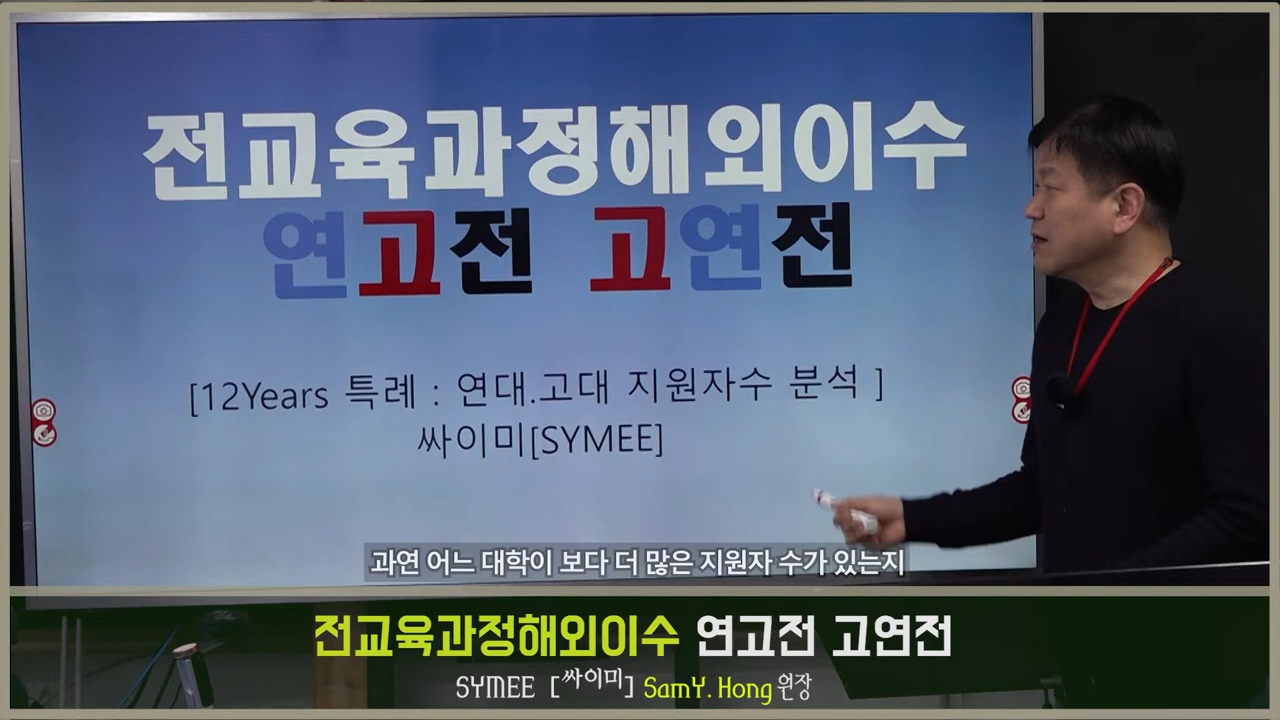 전교육과정해외이수
연고전 고연전
[12Years 특례 : 연대.고대 지원자수 분석 ]
싸이미[SYMEE]
과연 어느 대학이 보다 더 많은 지원자 수가 있는지
전교육과정해외이수 연고전 고연전
SYMEE [싸이미] SamY. Hong 원장